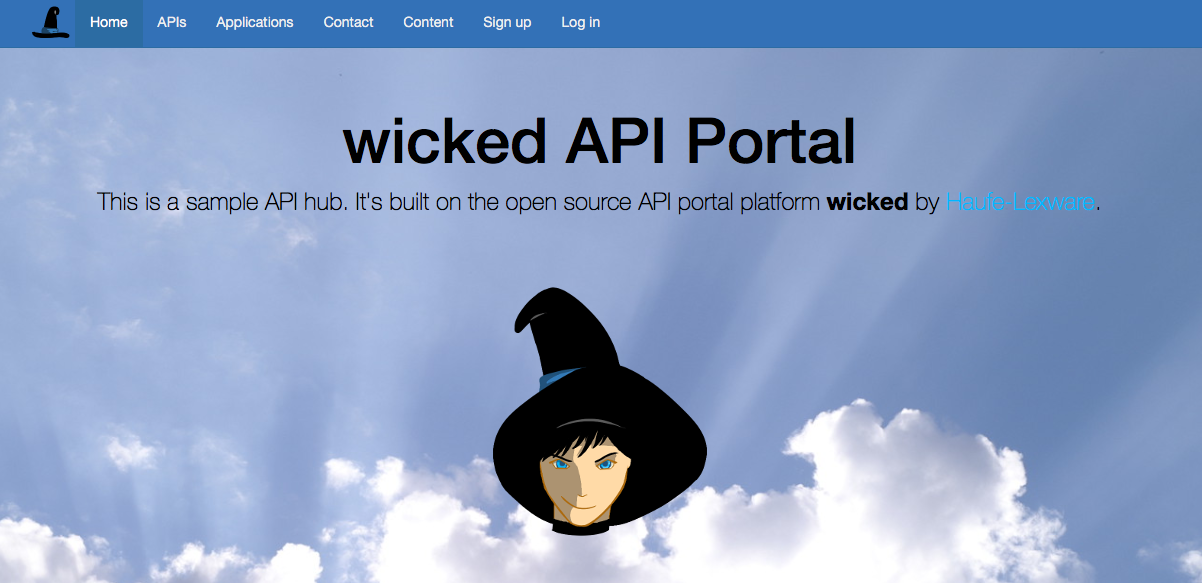 Home APIs Applications Contact Content Sign up Log in
wicked API Portal
This is a sample API hub. It's built on the open source API portal platform wicked by Haufe-Lexware.